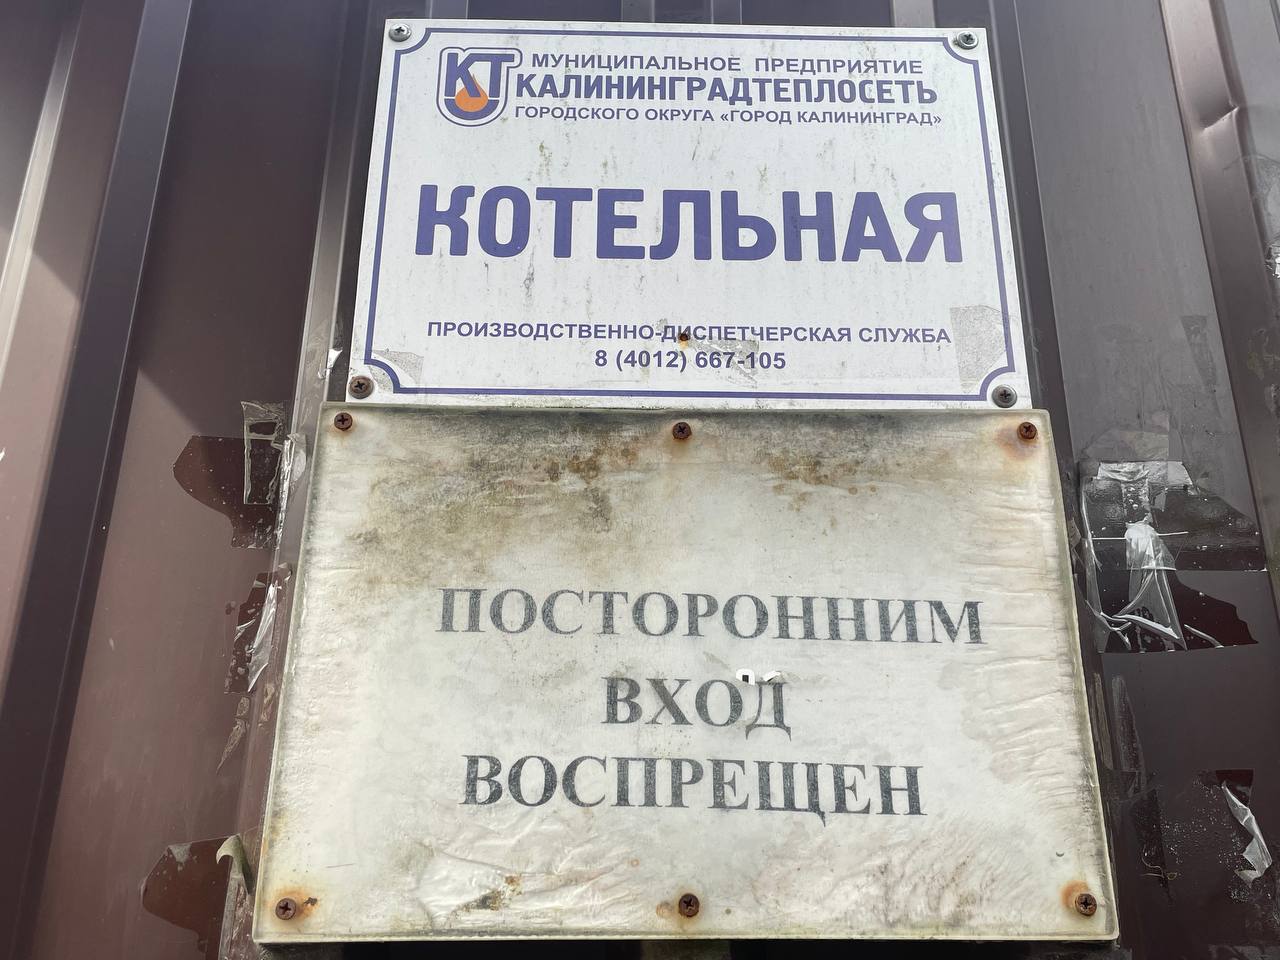 КТ
МУНИЦИПАЛЬНОЕ ПРЕДПРИЯТИЕ
КАЛИНИНГРАДТЕПЛОСЕТЬ
ГОРОДСКОГО ОКРУГА «ГОРОД КАЛИНИНГРАД»
КОТЕЛЬНАЯ
ПРОИЗВОДСТВЕННО-ДИСПЕТЧЕРСКАЯ СЛУЖБА
8 (4012) 667-105
ПОСТОРОННИМ
ВХОД
ВОСПРЕЩЕН